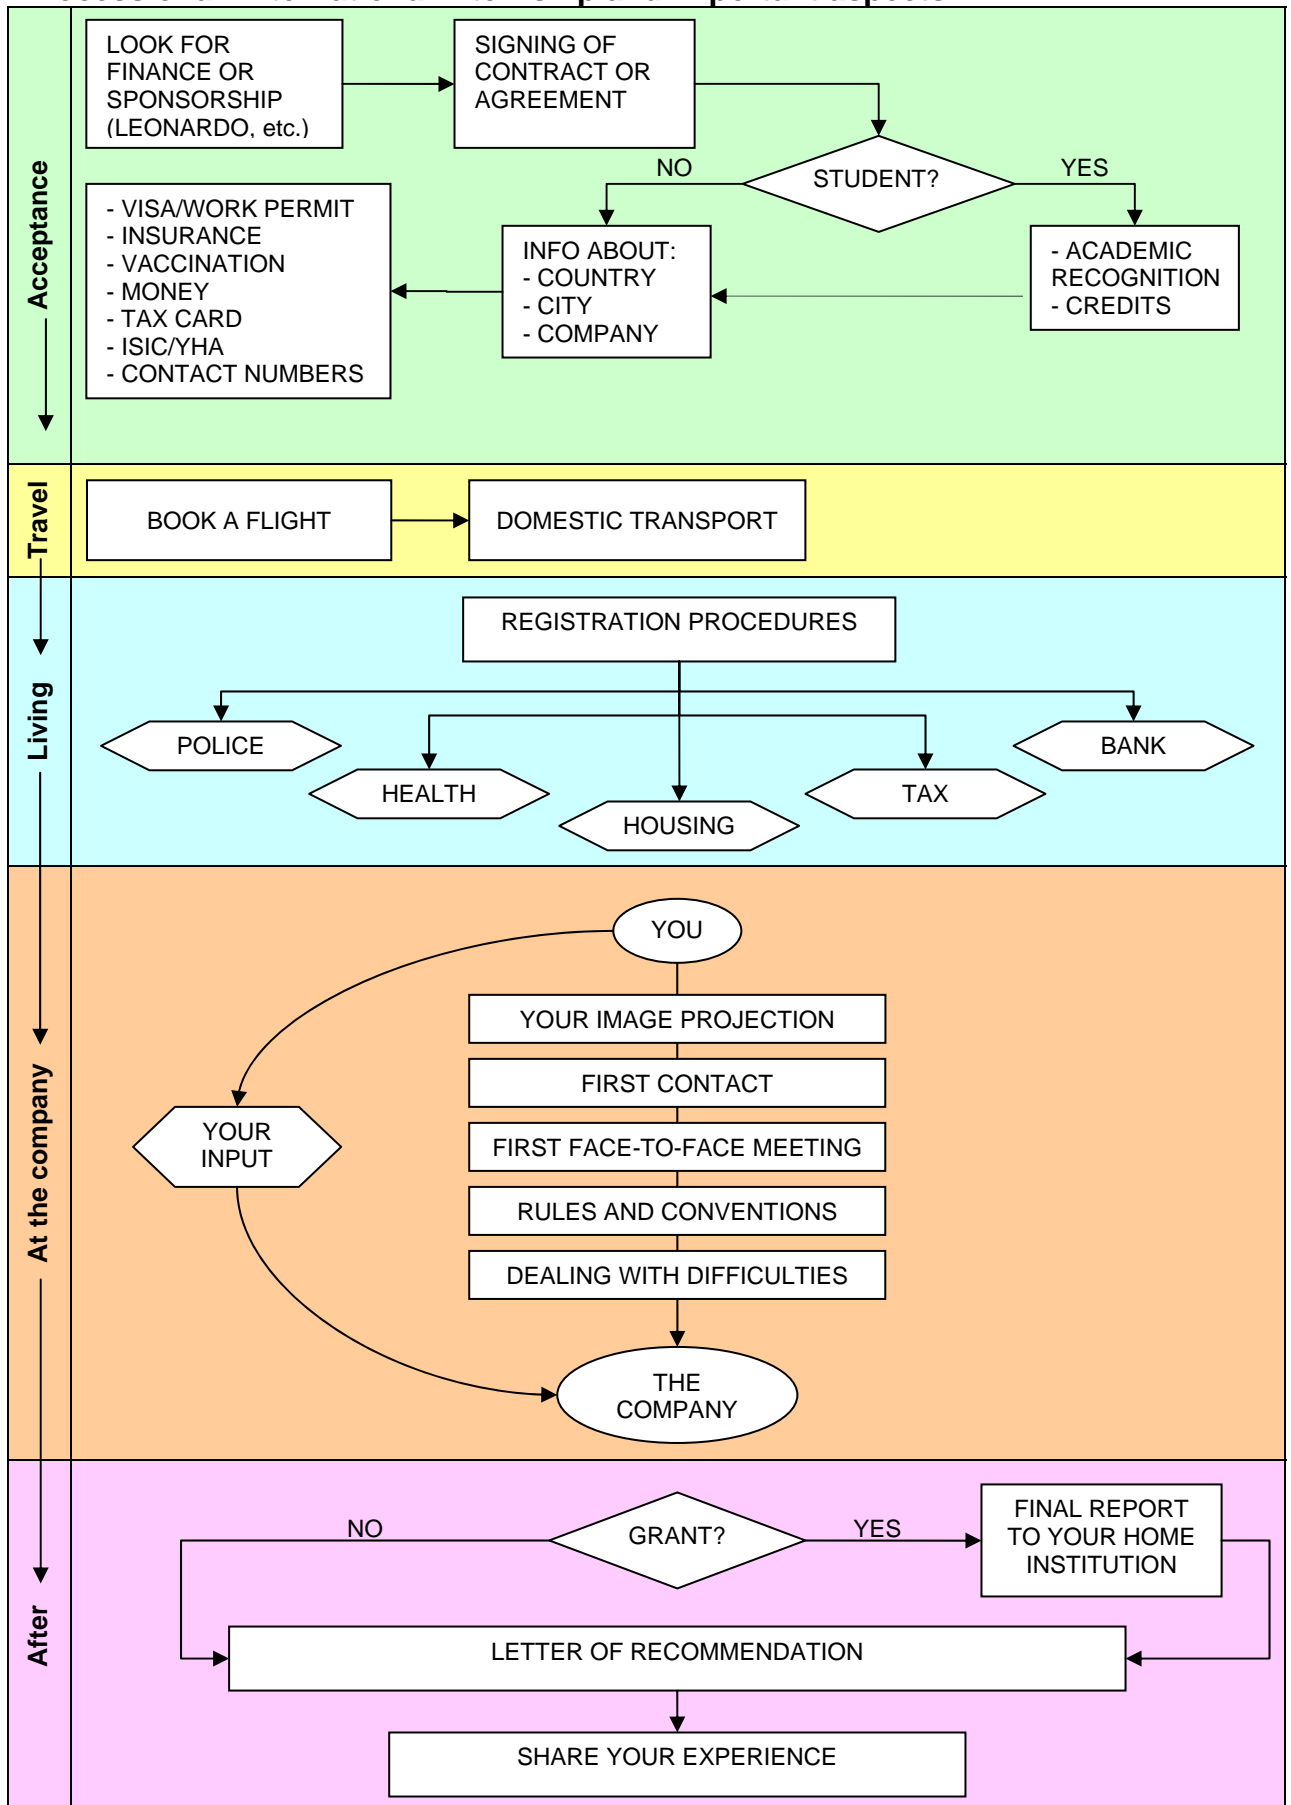 LOOK FOR
FINANCE OR
SPONSORSHIP
(LEONARDO, etc.)
SIGNING OF
CONTRACT OR
AGREEMENT
STUDENT?
NO
YES
- ACADEMIC
RECOGNITION
- CREDITS
INFO ABOUT:
- COUNTRY
- CITY
- COMPANY
- VISA/WORK PERMIT
- INSURANCE
- VACCINATION
- MONEY
- TAX CARD
- ISIC/YHA
- CONTACT NUMBERS
Acceptance
Travel
BOOK A FLIGHT
DOMESTIC TRANSPORT
Living
REGISTRATION PROCEDURES
POLICE
HEALTH
HOUSING
TAX
BANK
At the company
YOU
YOUR IMAGE PROJECTION
FIRST CONTACT
FIRST FACE-TO-FACE MEETING
RULES AND CONVENTIONS
DEALING WITH DIFFICULTIES
YOUR
INPUT
THE
COMPANY
After
GRANT?
NO
YES
FINAL REPORT
TO YOUR HOME
INSTITUTION
LETTER OF RECOMMENDATION
SHARE YOUR EXPERIENCE